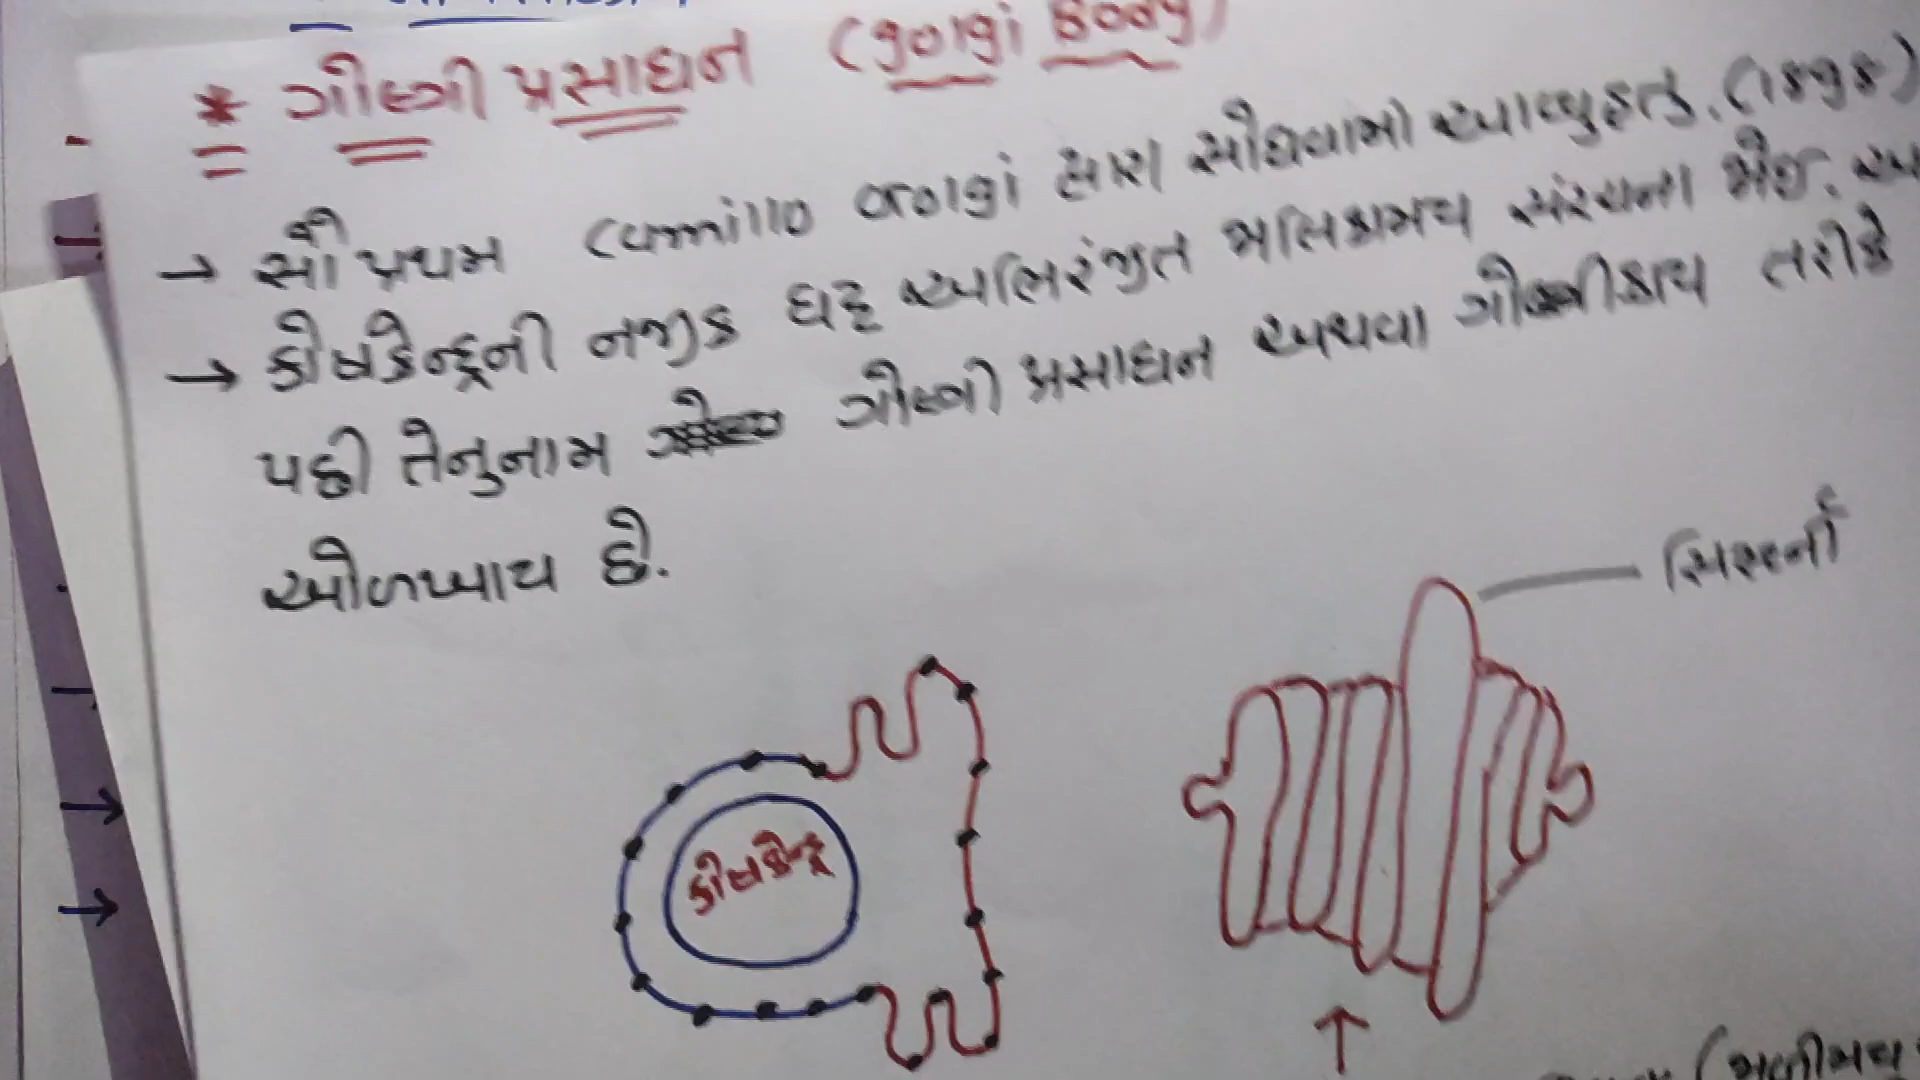 * ગોલ્ગી પ્રસાધન (golgi Body)
→ સૌ પ્રથમ Camillo Golgi દ્વારા સોધવામાં આવ્યુ હતુ. (1898)
→ કોષકેન્દ્રની નજીક ઘટ્ટ અભિરંજીત જાલિકામય સંરચના જોઈ.
પછી તેનુનામ ગોલ્ગી પ્રસાધન અથવા ગોલ્ગીકાય તરીકે
ઓળખાય છે.
સિસ્ટર્ની
કોષકેન્દ્ર